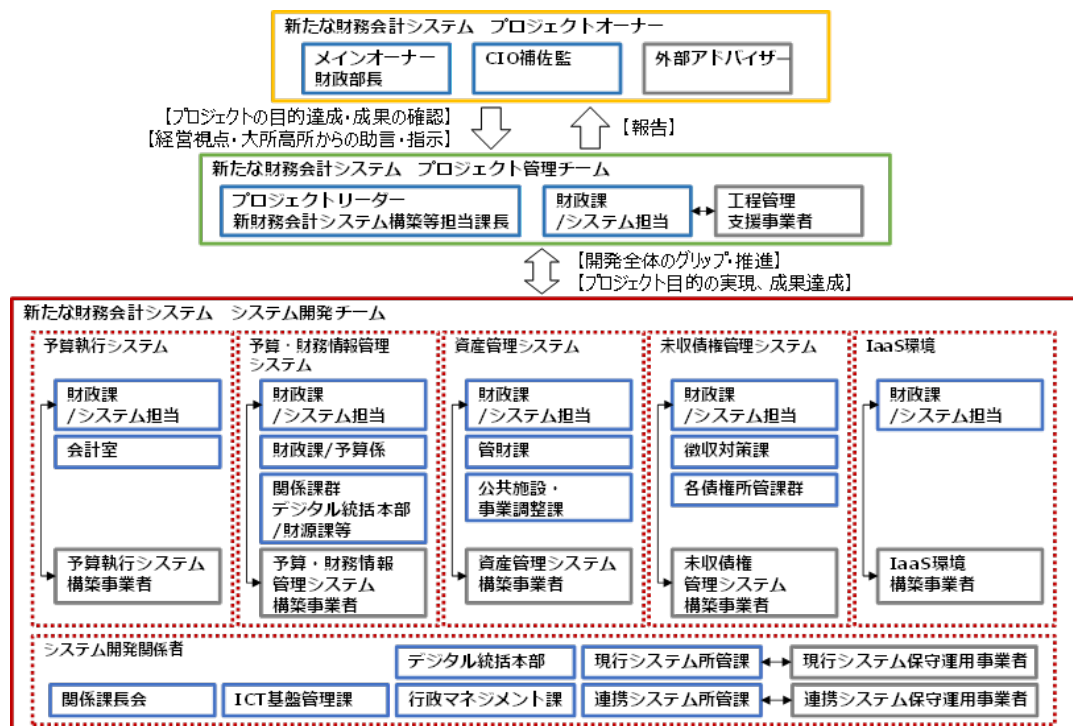 新たな財務会計システム　プロジェクトオーナー
メインオーナー
財政部長
CIO補佐監
外部アドバイザー
【プロジェクトの目的達成・成果の確認】
【経営視点・大所高所からの助言・指示】
【報告】
新たな財務会計システム　プロジェクト管理チーム
プロジェクトリーダー
新財務会計システム構築等担当課長
財政課
/システム担当
工程管理
支援事業者
【開発全体のグリップ・推進】
【プロジェクト目的の実現、成果達成】
新たな財務会計システム　システム開発チーム
予算執行システム
財政課
/システム担当
会計室
予算執行システム
構築事業者
予算・財務情報管理
システム
財政課
/システム担当
財政課/予算係
関係課群
デジタル統括本部
/財源課等
予算・財務情報
管理システム
構築事業者
資産管理システム
財政課
/システム担当
管財課
公共施設・
事業調整課
資産管理システム
構築事業者
未収債権管理システム
財政課
/システム担当
徴収対策課
各債権所管課群
未収債権
管理システム
構築事業者
IaaS環境
財政課
/システム担当
IaaS環境
構築事業者
システム開発関係者
デジタル統括本部
現行システム所管課
現行システム保守運用事業者
関係課長会
ICT基盤管理課
行政マネジメント課
連携システム所管課
連携システム保守運用事業者